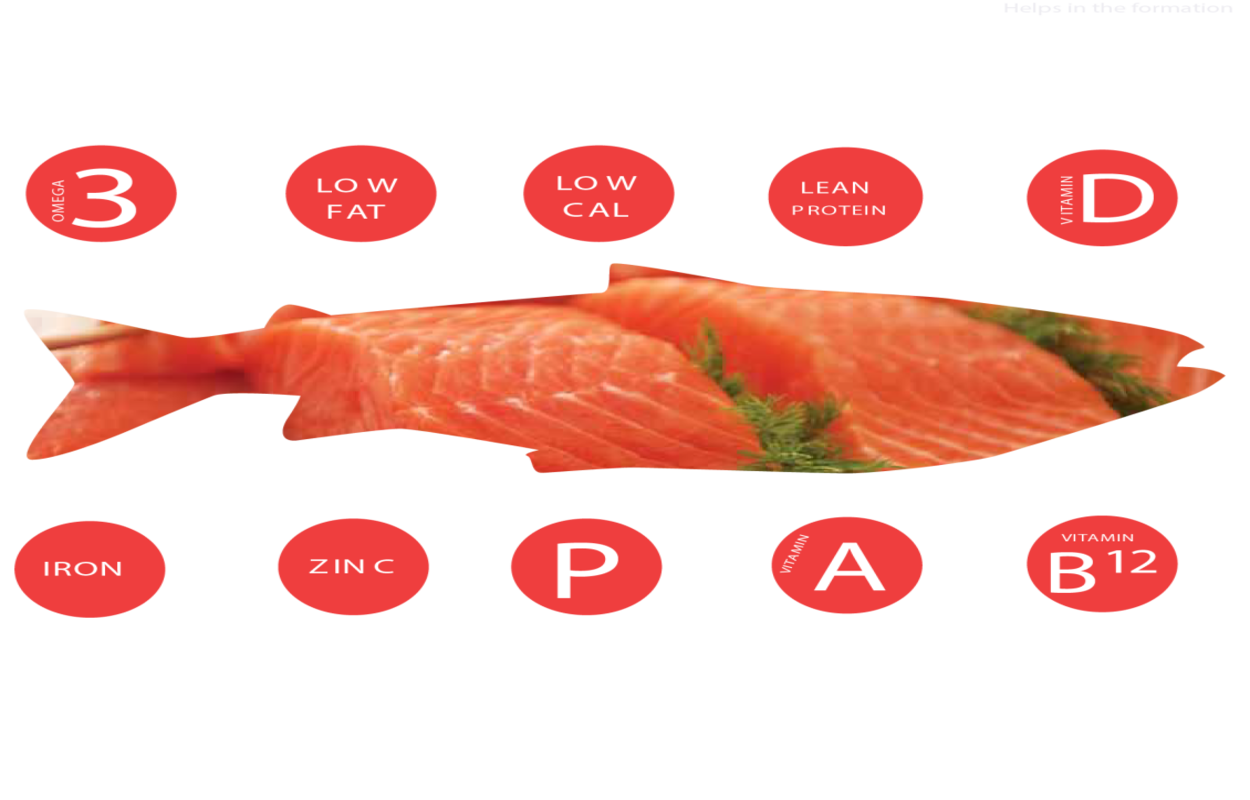 Helps in the formation
OMEGA 3
LOW
FAT
LOW
CAL
LEAN
PROTEIN
VITAMIN D
IRON
ZINC
P
VITAMIN A
VITAMIN
B12